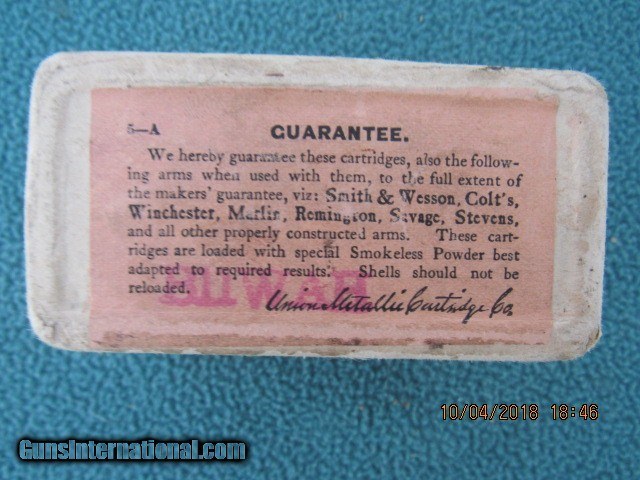 5—A GUARANTEE.
We hereby guarantee these cartridges, also the follow-
ing arms when used with them, to the full extent of
the makers' guarantee, viz: Smith & Wesson, Colt's,
Winchester, Marlin, Remington, Savage, Stevens,
and all other properly constructed arms. These cart-
ridges are loaded with special Smokeless Powder best
adapted to required results. Shells should not be
reloaded.
Union Metallic Cartridge Co.
10/04/2018 18:46
GunsInternational.com